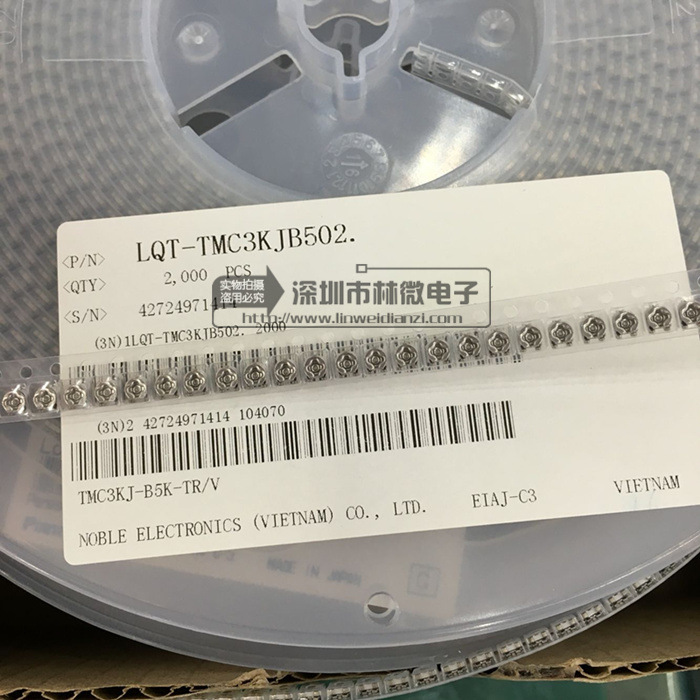 <P/N> LQT-TMC3KJB502.
<QTY> 2,000 PCS
<S/N> 42724971414
(3N)1LQT-TMC3KJB502. 2000
实物拍摄
盗用必究
深圳市林微电子
http://www.linweidianzi.com
(3N)2 42724971414 104070
TMC3KJ-B5K-TR/V
NOBLE ELECTRONICS (VIETNAM) CO., LTD. EIAJ-C3 VIETNAM
MADE IN JAPAN